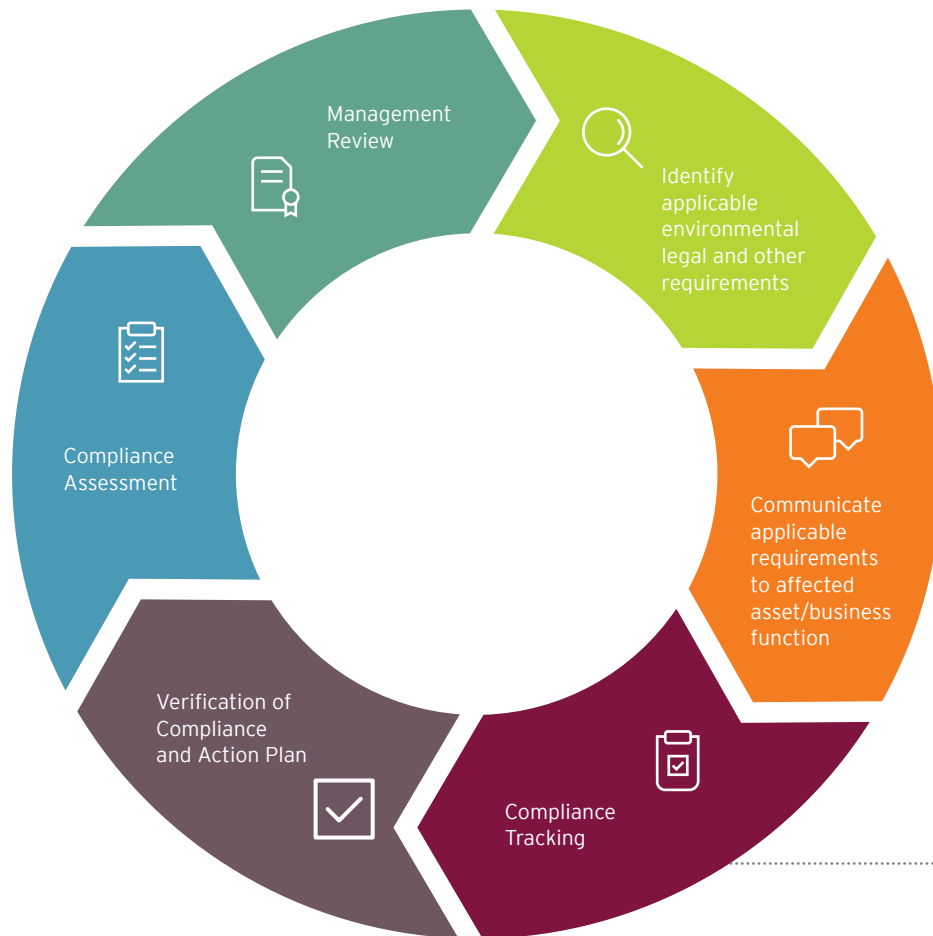 Management
Review
Identify
applicable
environmental
legal and other
requirements
Communicate
applicable
requirements
to affected
asset/business
function
Compliance
Tracking
Verification of
Compliance
and Action Plan
Compliance
Assessment